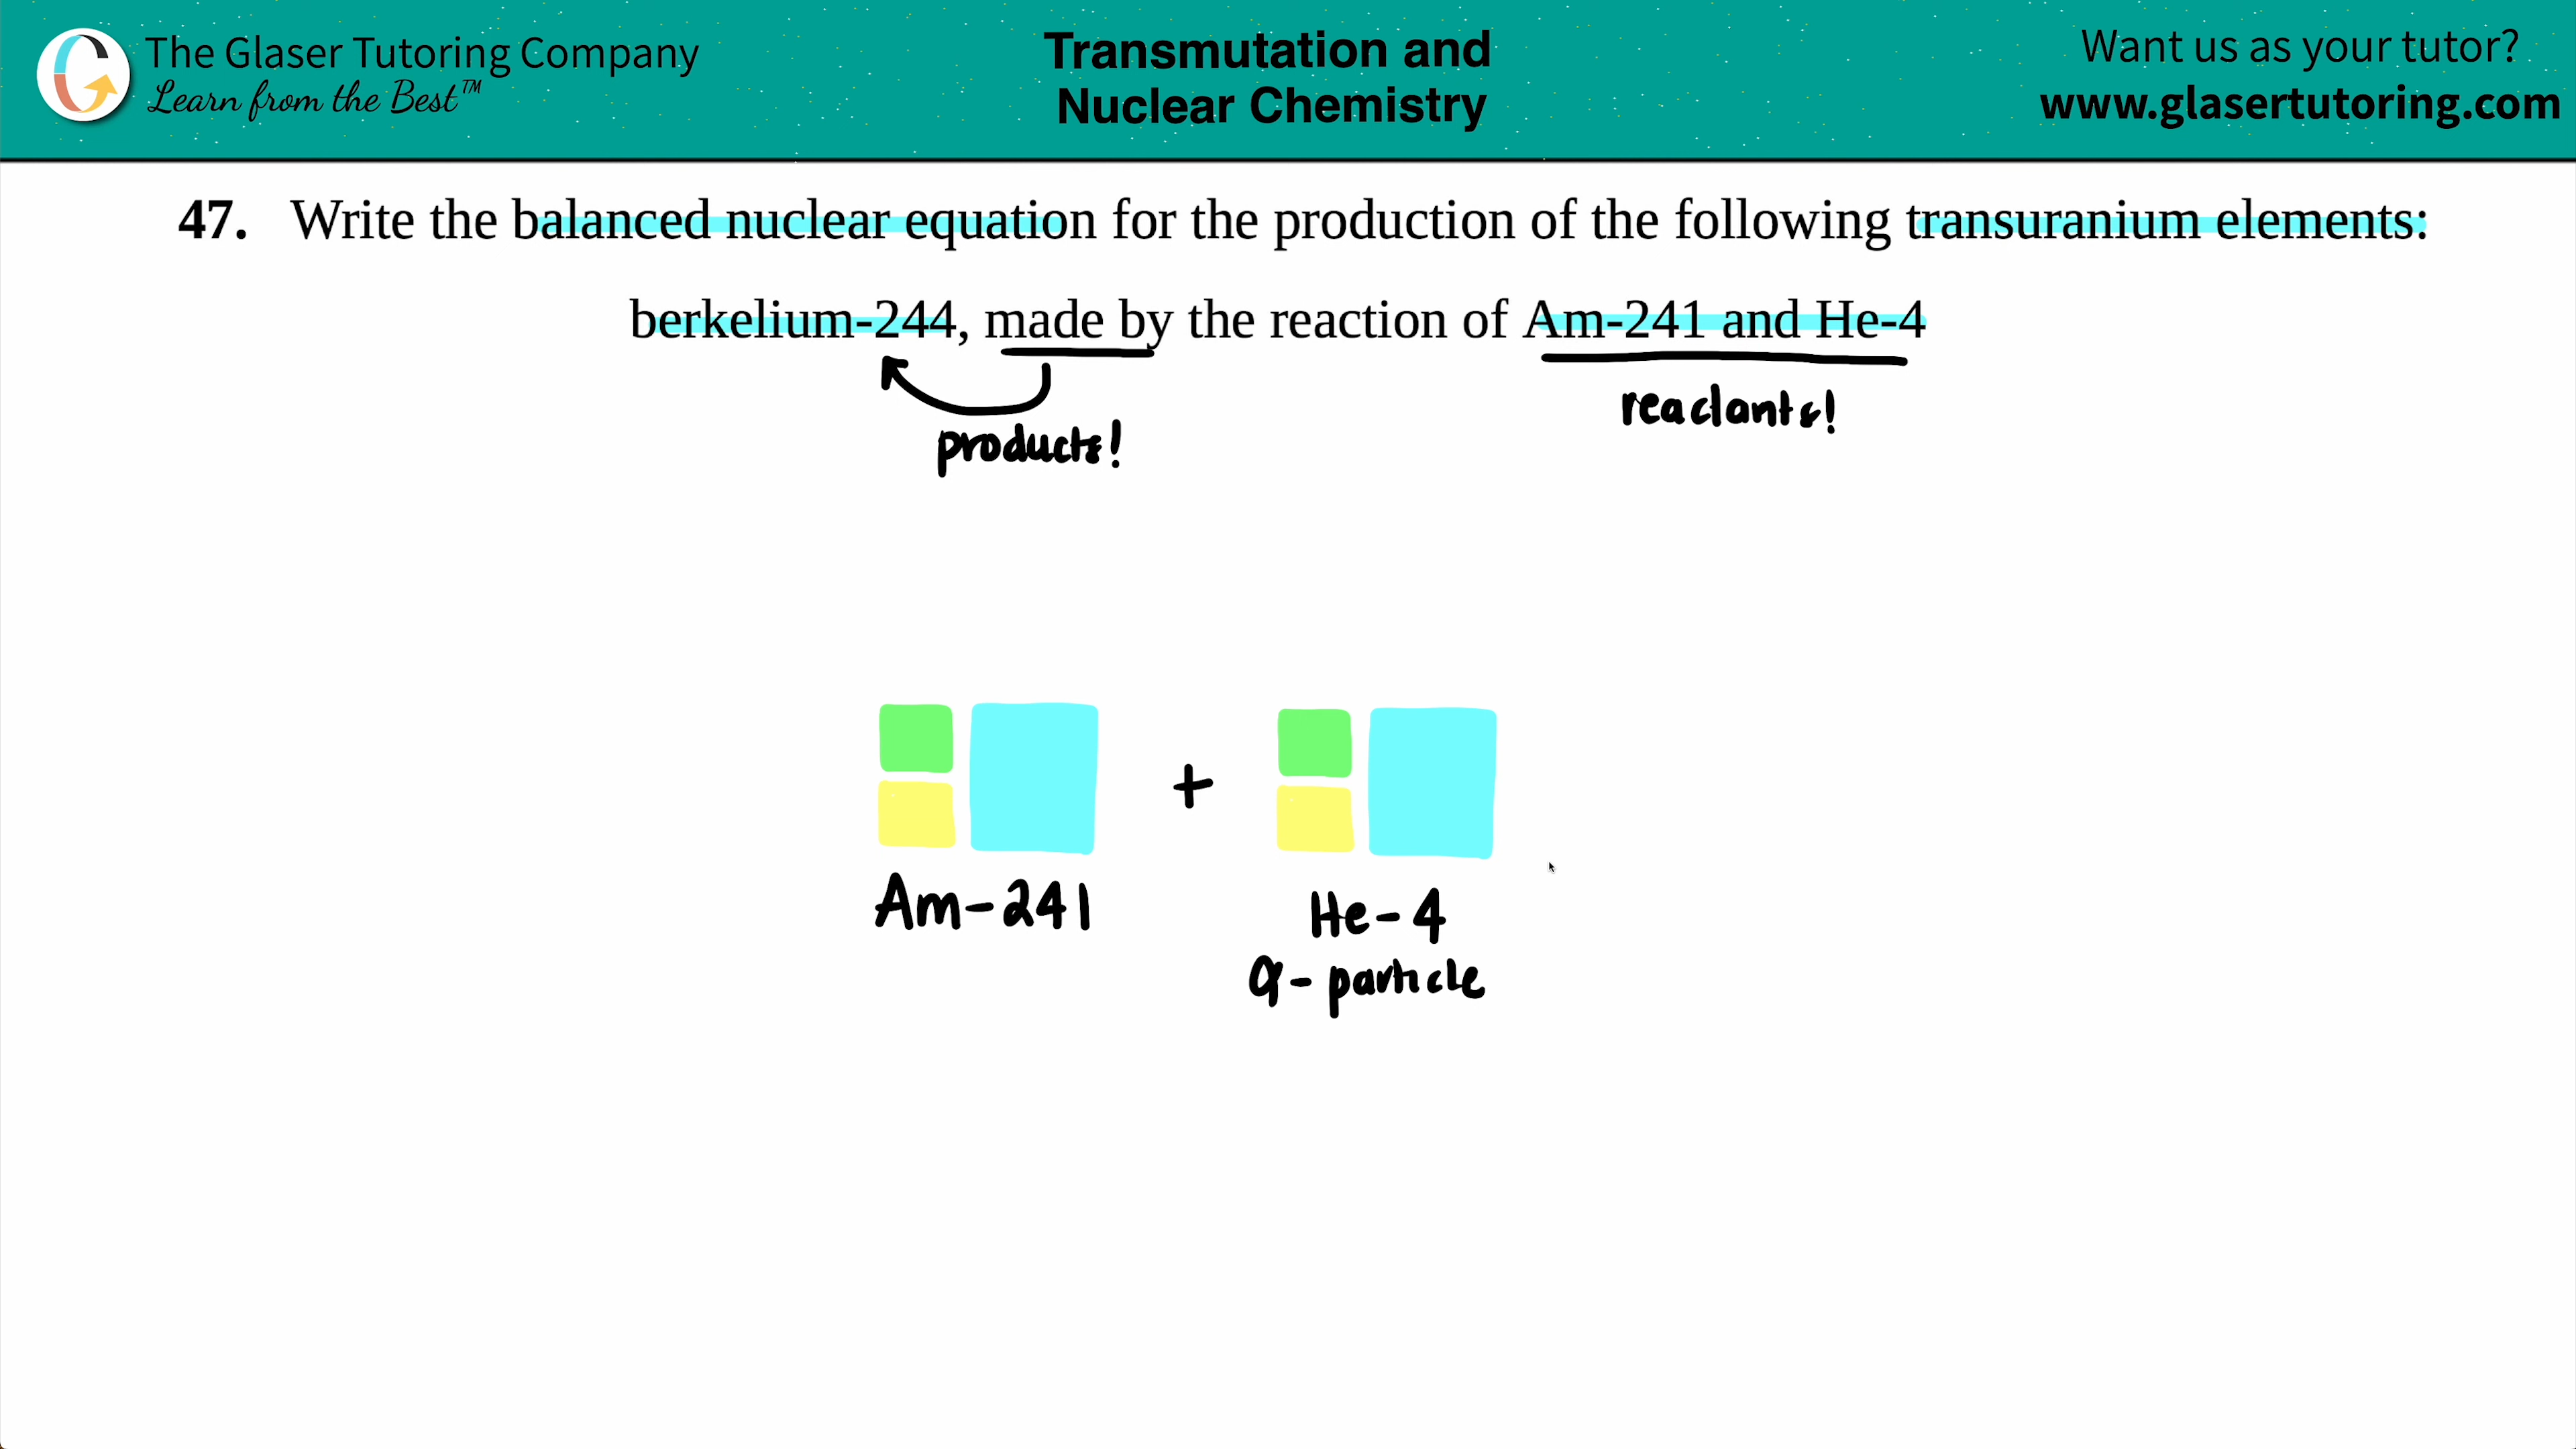 The Glaser Tutoring Company
Learn from the Best™
Transmutation and
Nuclear Chemistry
Want us as your tutor?
www.glasertutoring.com
47. Write the balanced nuclear equation for the production of the following transuranium elements:
berkelium-244, made by the reaction of Am-241 and He-4
products!
reactants!
+
Am-241
He-4
α-particle